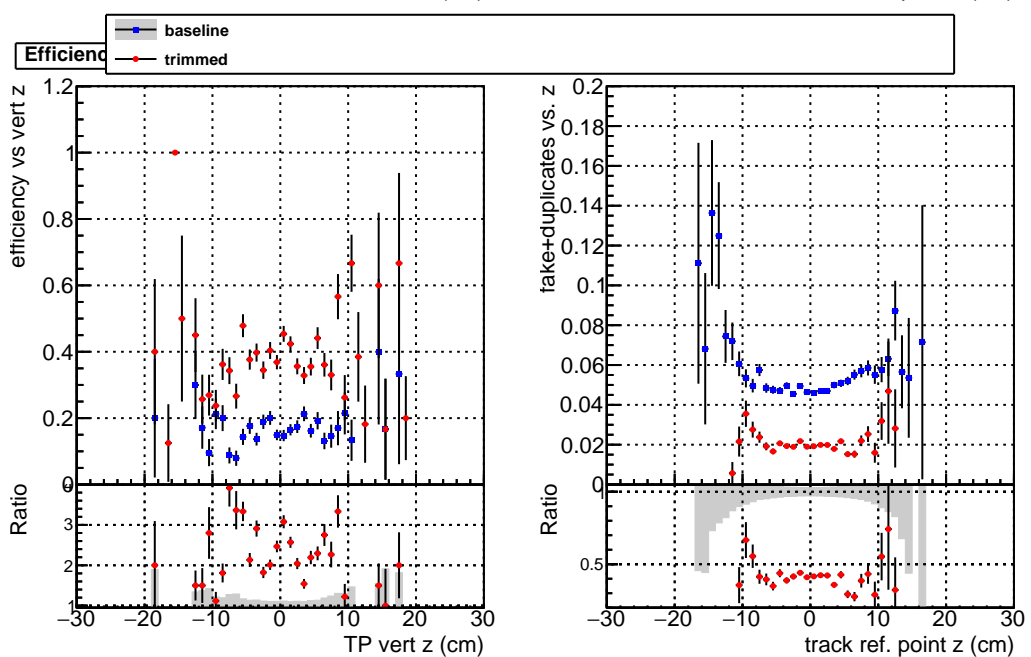 baseline
trimmed
Efficienc
efficiency vs vert z
1.2
1
0.8
0.6
0.4
0.2
0
Ratio
3
2
1
−30 −20 −10 0 10 20 30
TP vert z (cm)
fake+duplicates vs. z
0.2
0.18
0.16
0.14
0.12
0.1
0.08
0.06
0.04
0.02
0
Ratio
0.5
−30 −20 −10 0 10 20 30
track ref. point z (cm)